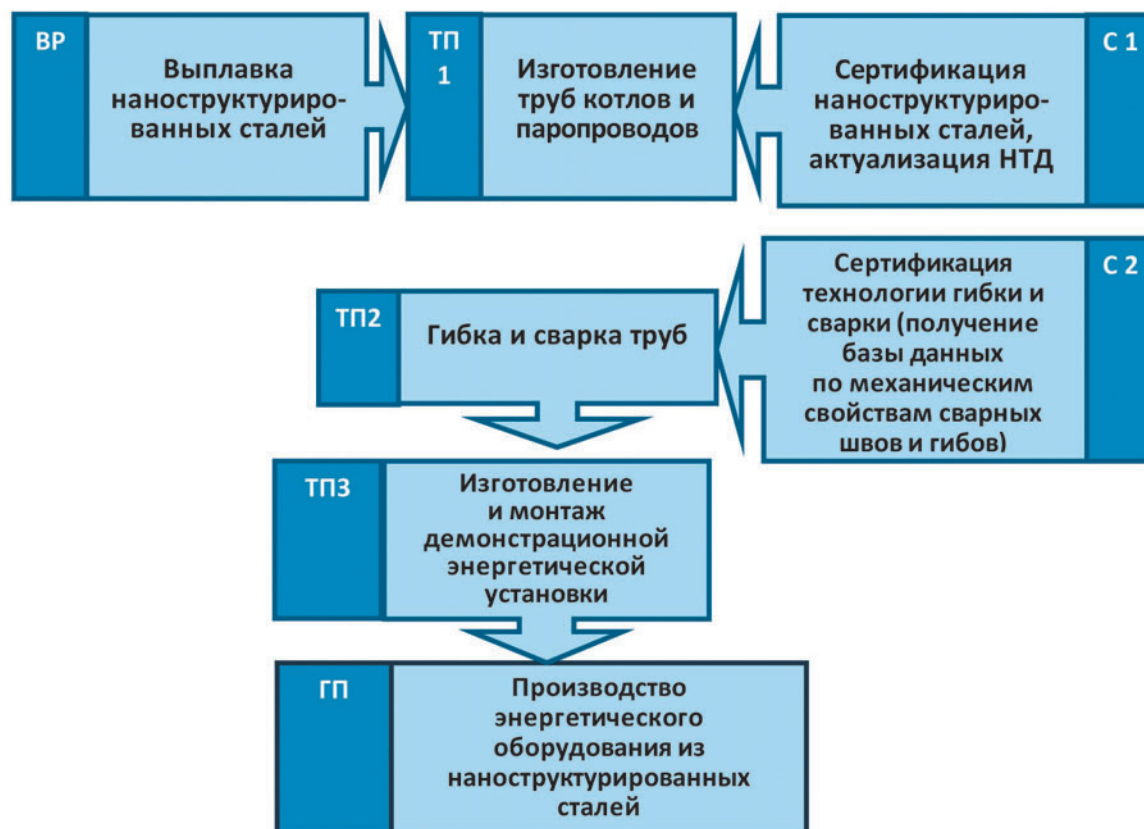 ВР
Выплавка
наноструктуриро-
ванных сталей
ТП
1
Изготовление
труб котлов и
паропроводов
Сертификация
наноструктуриро-
ванных сталей,
актуализация НТД
С 1
ТП2
Гибка и сварка труб
Сертификация
технологии гибки и
сварки (получение
базы данных
по механическим
свойствам сварных
швов и гибов)
С 2
ТП3
Изготовление
и монтаж
демонстрационной
энергетической
установки
ГП
Производство
энергетического
оборудования из
наноструктурированных
сталей